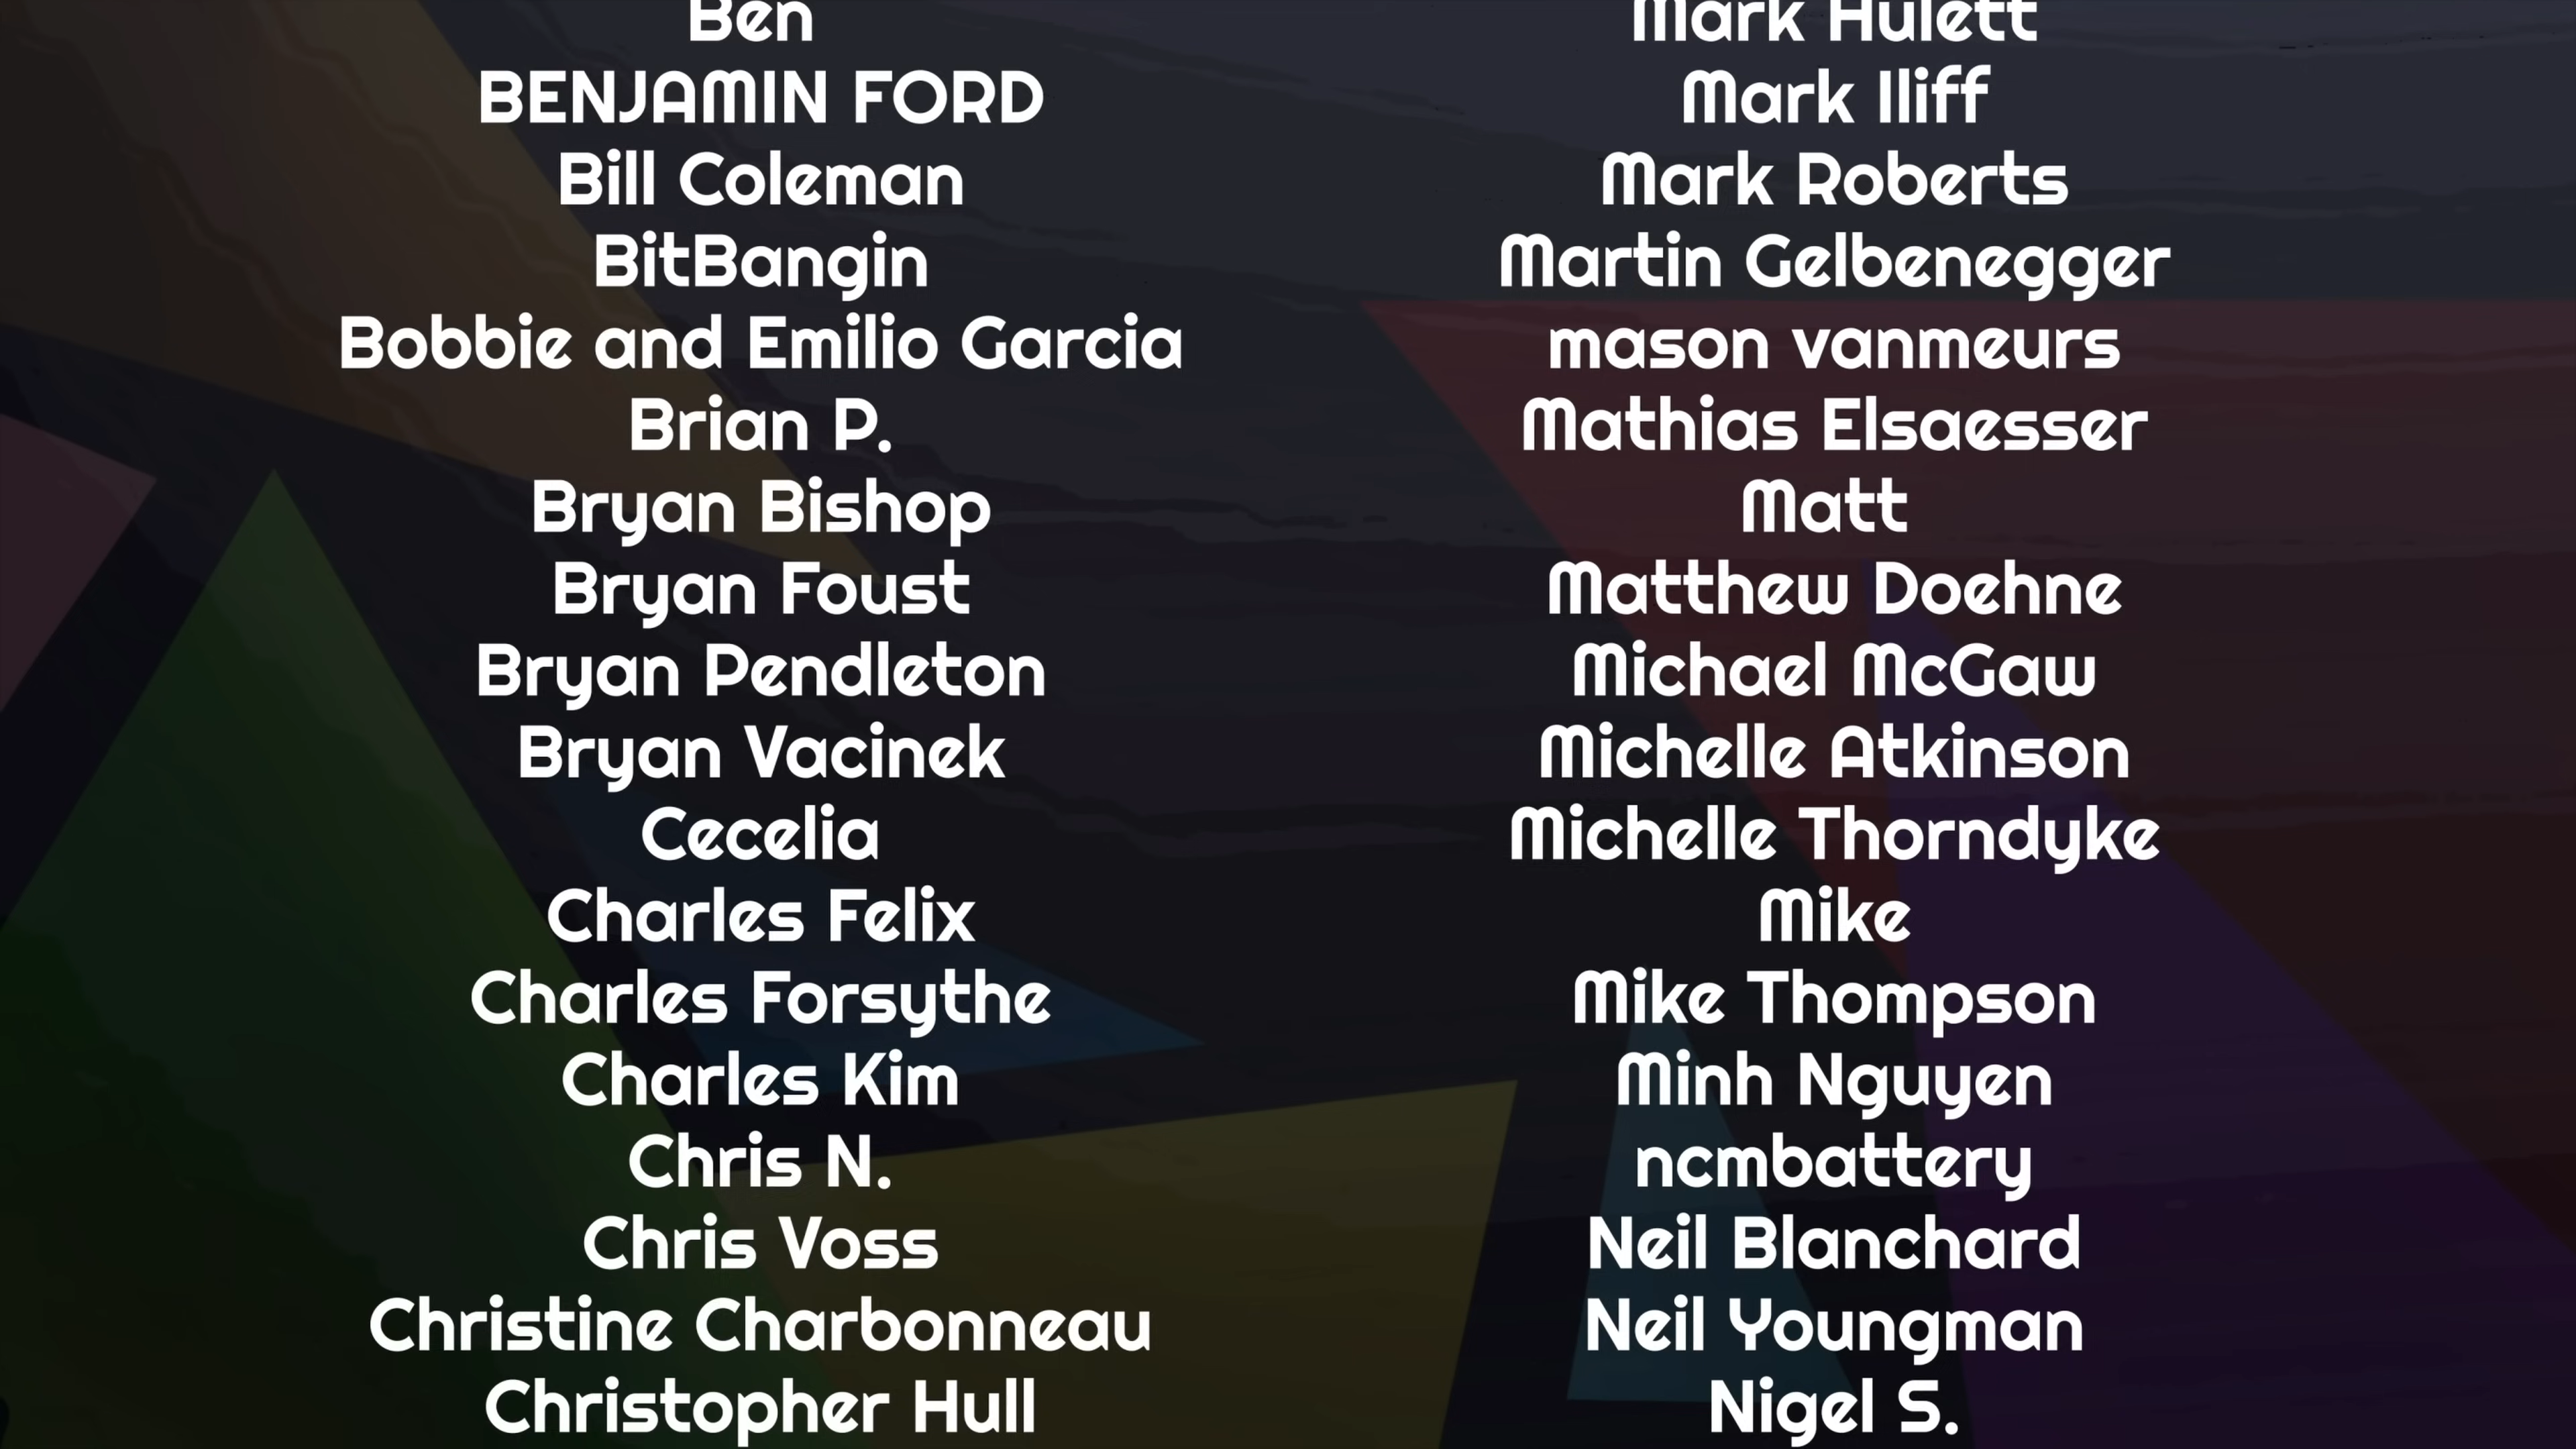 Ben
BENJAMIN FORD
Bill Coleman
BitBangin
Bobbie and Emilio Garcia
Brian P.
Bryan Bishop
Bryan Foust
Bryan Pendleton
Bryan Vacinek
Cecelia
Charles Felix
Charles Forsythe
Charles Kim
Chris N.
Chris Voss
Christine Charbonneau
Christopher Hull
Mark Hulett
Mark Iliff
Mark Roberts
Martin Gelbenegger
mason vanmeurs
Mathias Elsaesser
Matt
Matthew Doehne
Michael McGaw
Michelle Atkinson
Michelle Thorndyke
Mike
Mike Thompson
Minh Nguyen
ncmbattery
Neil Blanchard
Neil Youngman
Nigel S.